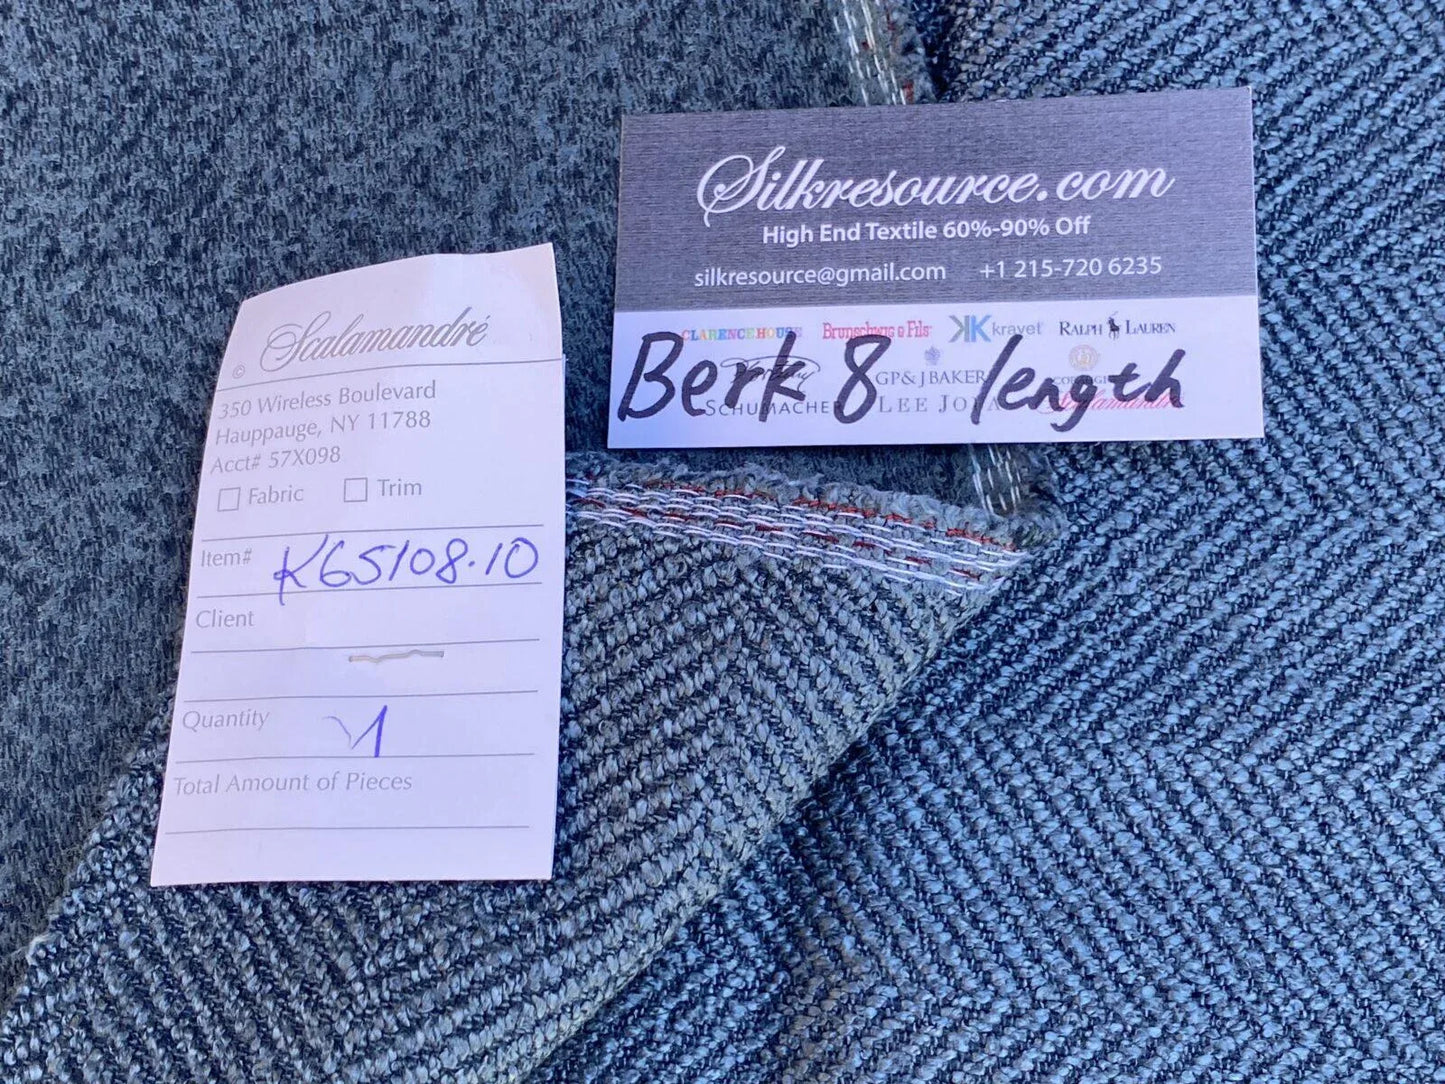 Scalamandré
©
350 Wireless Boulevard
Hauppauge, NY 11788
Acct# 57X098
Fabric Trim
Item# K65108.10
Client
Quantity 1
Total Amount of Pieces
Silkresource.com
High End Textile 60%-90% Off
silkresource@gmail.com +1 215-720 6235
CLARENCE HOUSE Brunschwig & Fils kravet RALPH LAUREN
Berk 8 length
GP & J BAKER
SCHUMACHER LEE JOFA Scalamandre